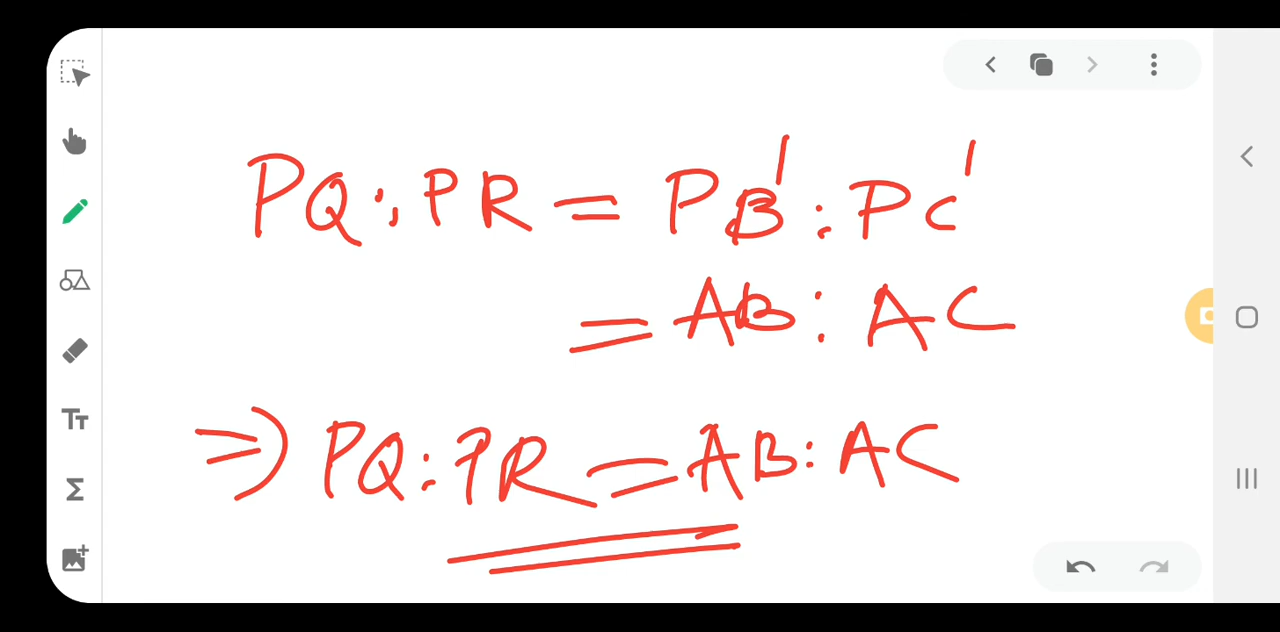 PQ:PR = PB':PC'
= AB: AC
⇒ PQ:PR = AB: AC